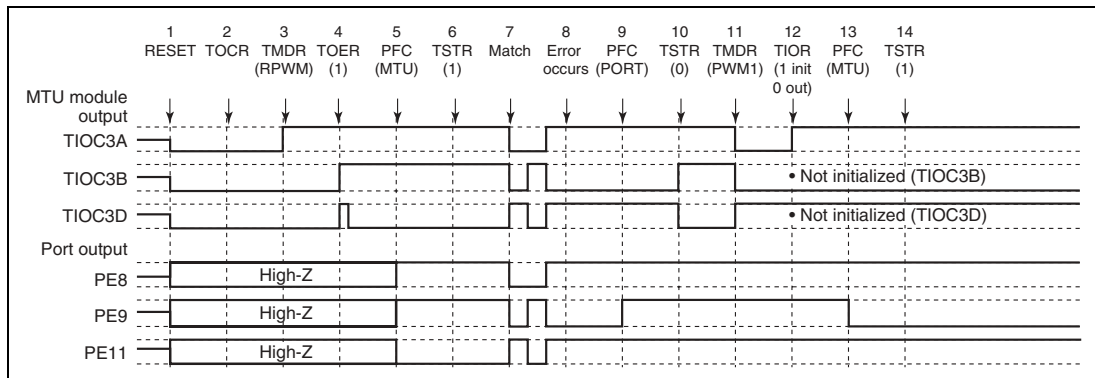 1 2 3 4 5 6 7 8 9 10 11 12 13 14
RESET TOCR TMDR TOER PFC TSTR Match Error PFC TSTR TMDR TIOR PFC TSTR
(RPWM) (1) (MTU) (1) occurs (PORT) (0) (PWM1) (1 init (MTU) (1)
0 out)
MTU module
output
TIOC3A
TIOC3B
• Not initialized (TIOC3B)
TIOC3D
• Not initialized (TIOC3D)
Port output
PE8
High-Z
PE9
High-Z
PE11
High-Z